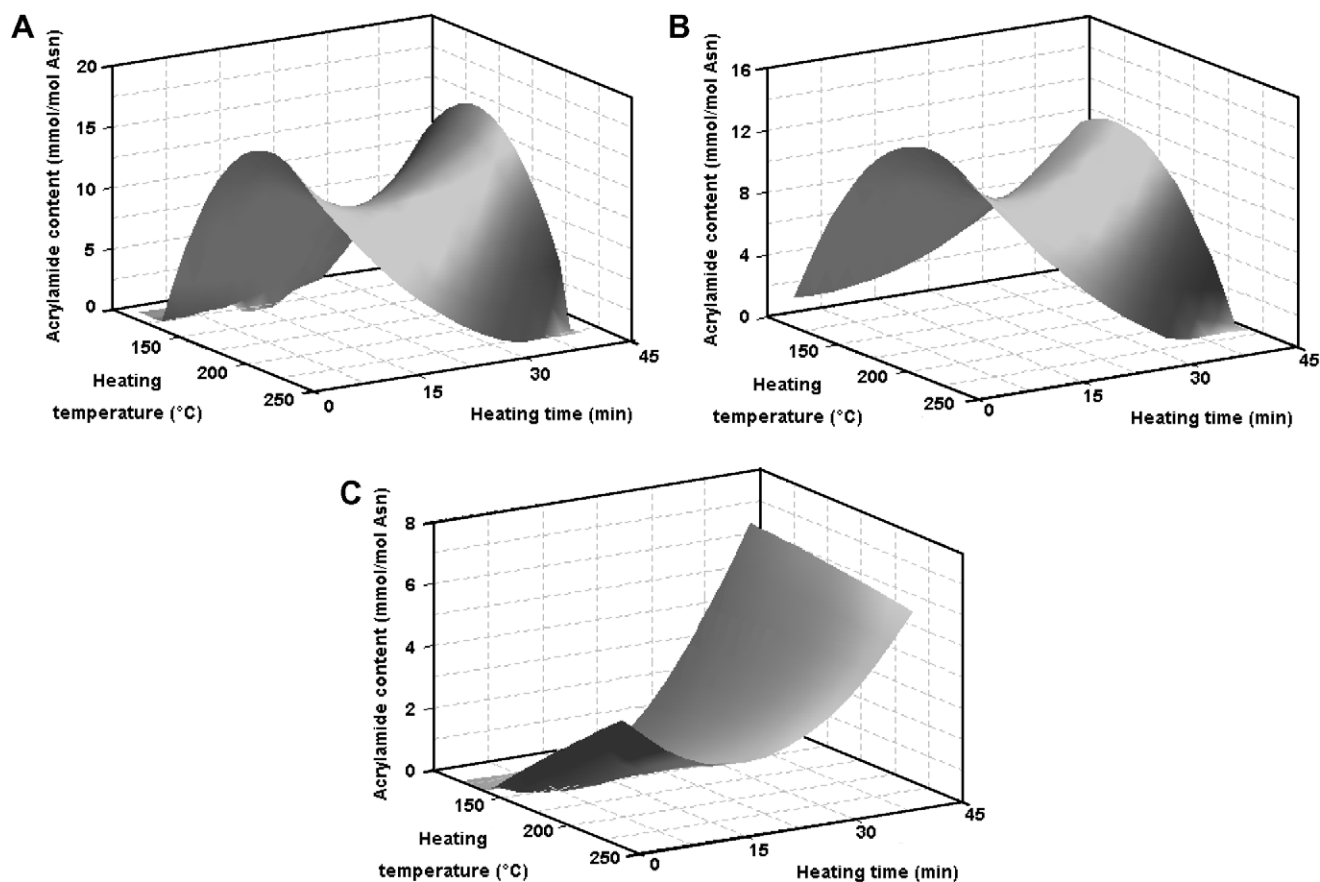 A
Acrylamide content (mmol/mol Asn)
20
15
10
5
0
150
200
250
Heating
temperature (°C)
0
15
30
45
Heating time (min)
B
Acrylamide content (mmol/mol Asn)
16
12
8
4
0
150
200
250
Heating
temperature (°C)
0
15
30
45
Heating time (min)
C
Acrylamide content (mmol/mol Asn)
8
6
4
2
0
150
200
250
Heating
temperature (°C)
0
15
30
45
Heating time (min)